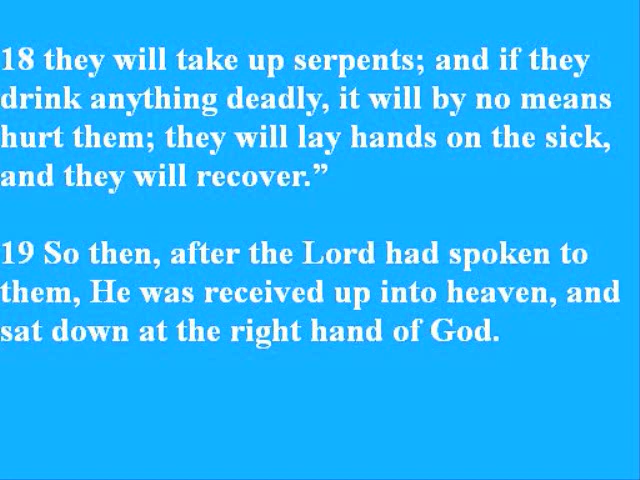 18 they will take up serpents; and if they
drink anything deadly, it will by no means
hurt them; they will lay hands on the sick,
and they will recover.”
19 So then, after the Lord had spoken to
them, He was received up into heaven, and
sat down at the right hand of God.